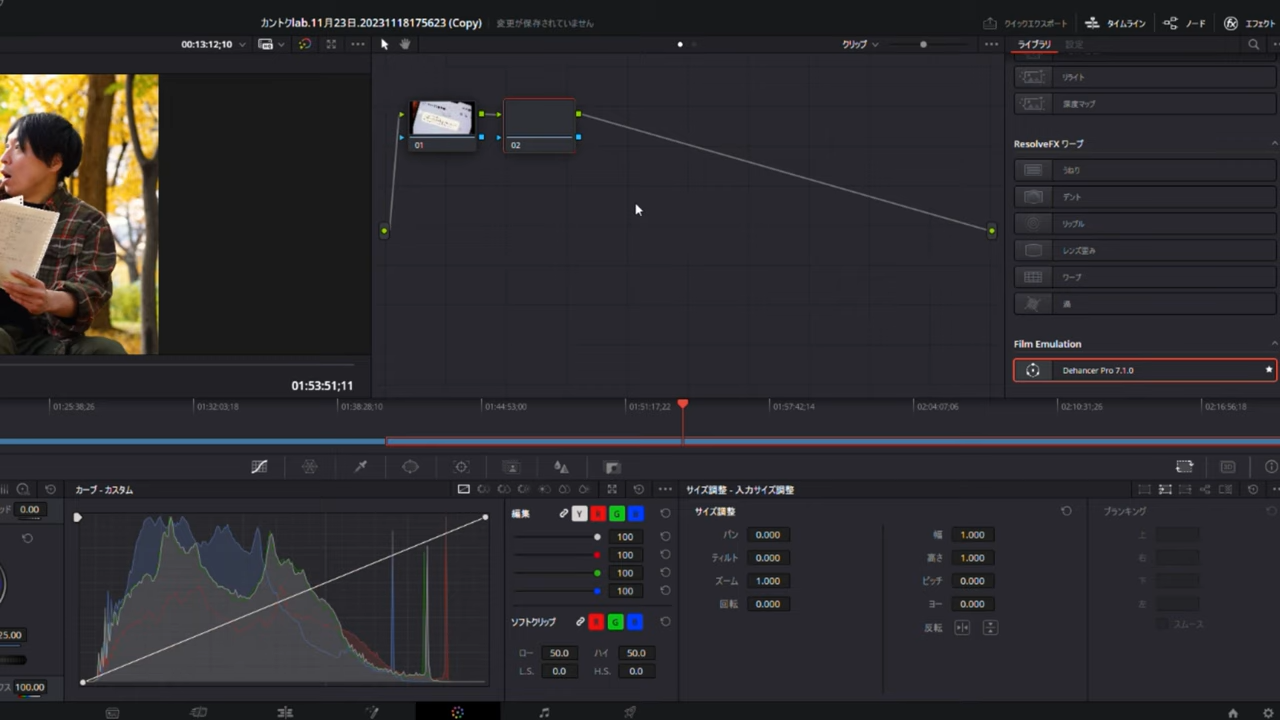 カントクlab.11月23日.20231118175623 (Copy)
変更が保存されていません
クイックエクスポート
タイムライン
ノード
エフェクト
00:13:12;10
クリップ
ライブラリ
設定
リライト
深度マップ
ResolveFX ワープ
01
02
うねり
デント
リップル
レンズ歪み
ワープ
渦
Film Emulation
Dehancer Pro 7.1.0
01:53:51;11
01:25:38;26
01:32:03;18
01:38:28;10
01:44:53;00
01:51:17;22
01:57:42;14
02:04:07;06
02:10:31;26
02:16:56;18
0.00
カーブ - カスタム
編集
Y
R
G
B
100
100
100
100
ソフトクリップ
R
G
B
ロー
50.0
ハイ
50.0
L.S.
0.0
H.S.
0.0
サイズ調整 - 入力サイズ調整
サイズ調整
パン
0.000
幅
1.000
ティルト
0.000
高さ
1.000
ズーム
1.000
ピッチ
0.000
回転
0.000
ヨー
0.000
反転
ブランキング
上
右
下
左
スムース
25.00
100.00